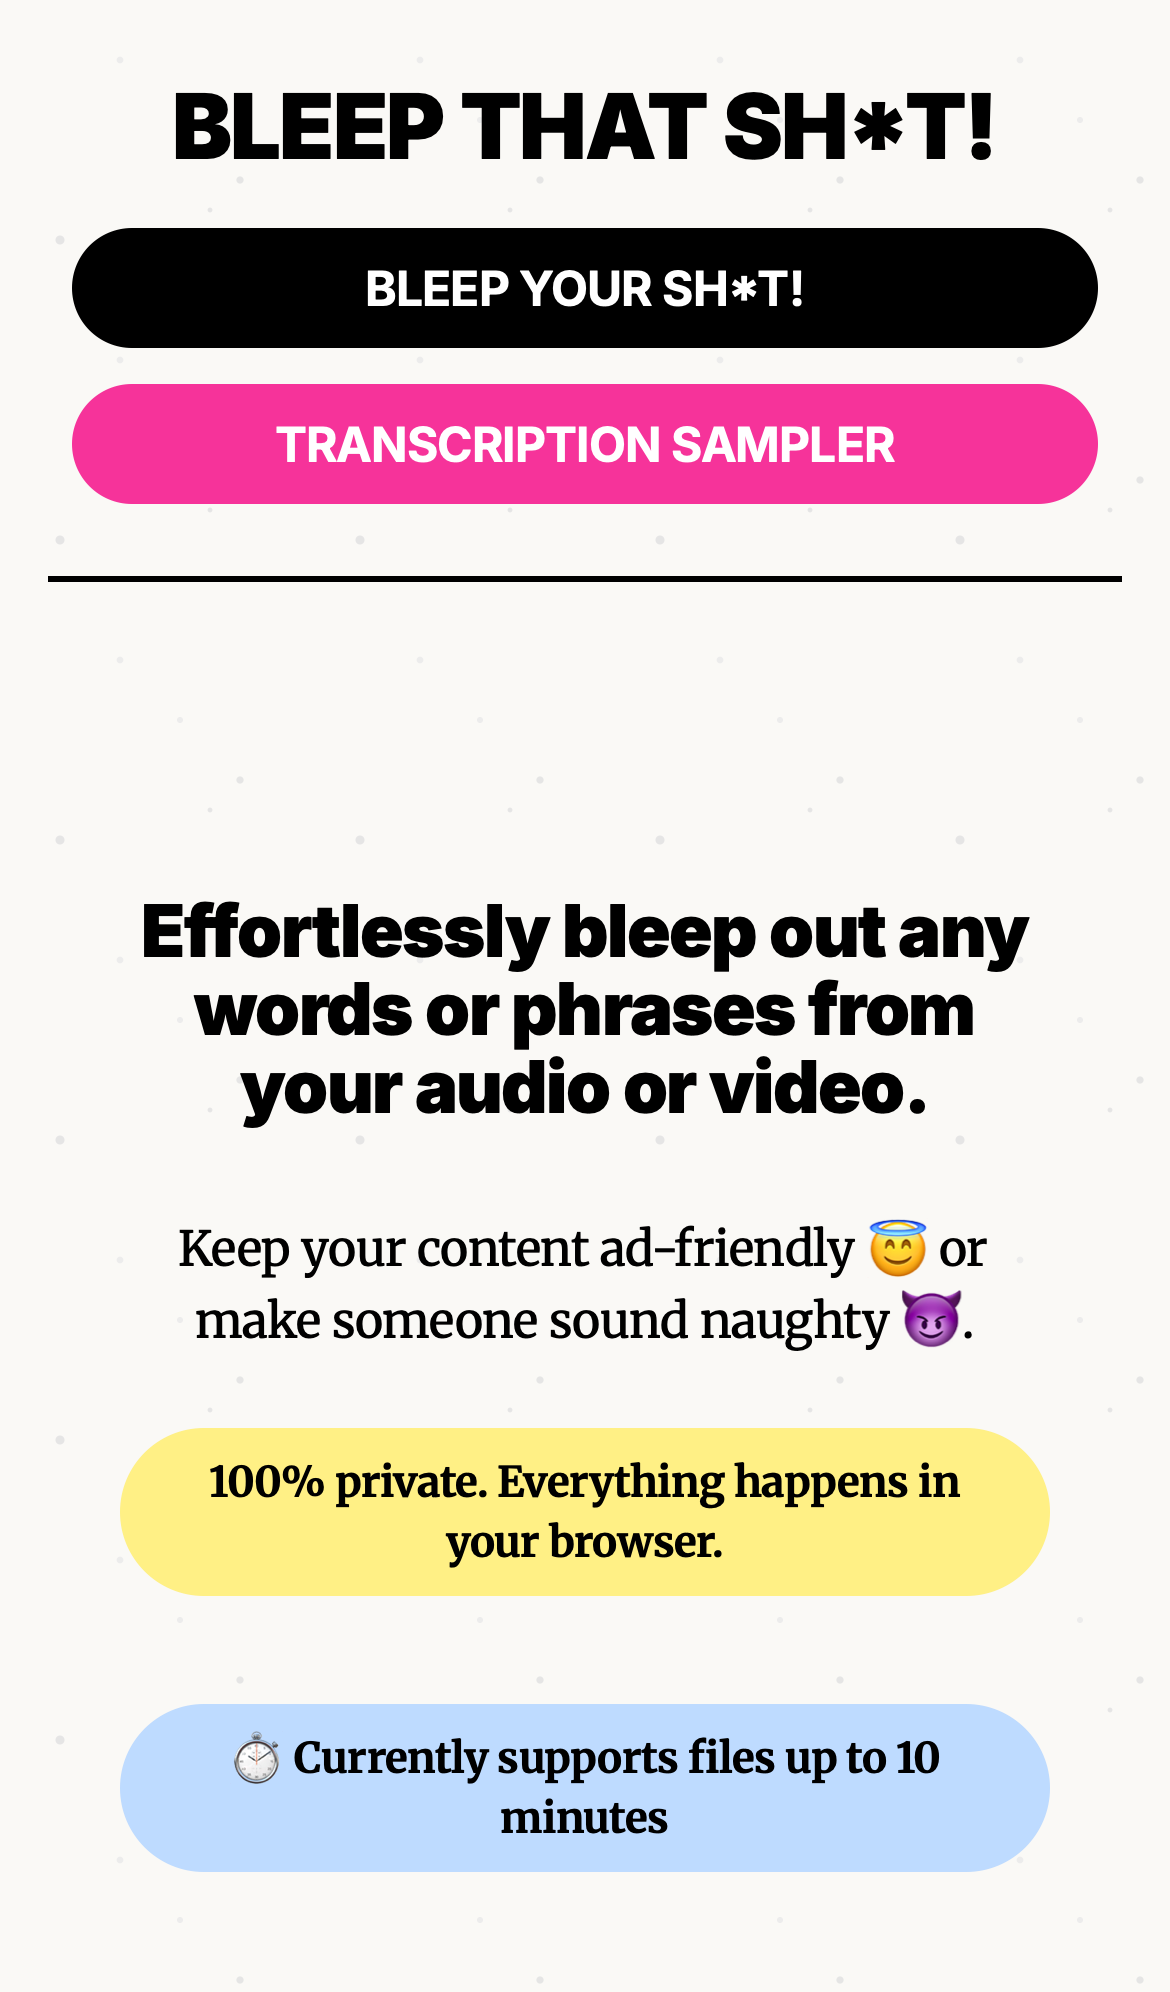 BLEEP THAT SH*T!
BLEEP YOUR SH*T!
TRANSCRIPTION SAMPLER
Effortlessly bleep out any
words or phrases from
your audio or video.
Keep your content ad-friendly 😇 or
make someone sound naughty 😈.
100% private. Everything happens in
your browser.
⏱️ Currently supports files up to 10
minutes